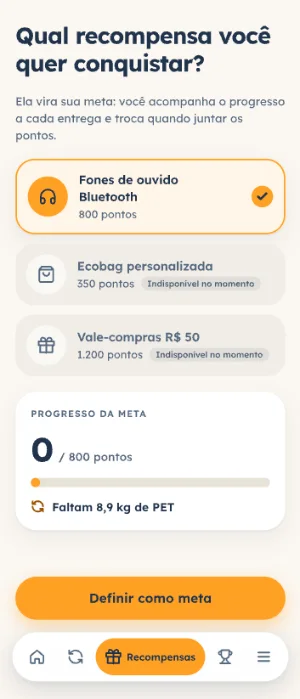 Qual recompensa você
quer conquistar?
Ela vira sua meta: você acompanha o progresso
a cada entrega e troca quando juntar os
pontos.
Fones de ouvido
Bluetooth
800 pontos
Ecobag personalizada
350 pontos Indisponível no momento
Vale-compras R$ 50
1.200 pontos Indisponível no momento
PROGRESSO DA META
0 / 800 pontos
Faltam 8,9 kg de PET
Definir como meta
Recompensas